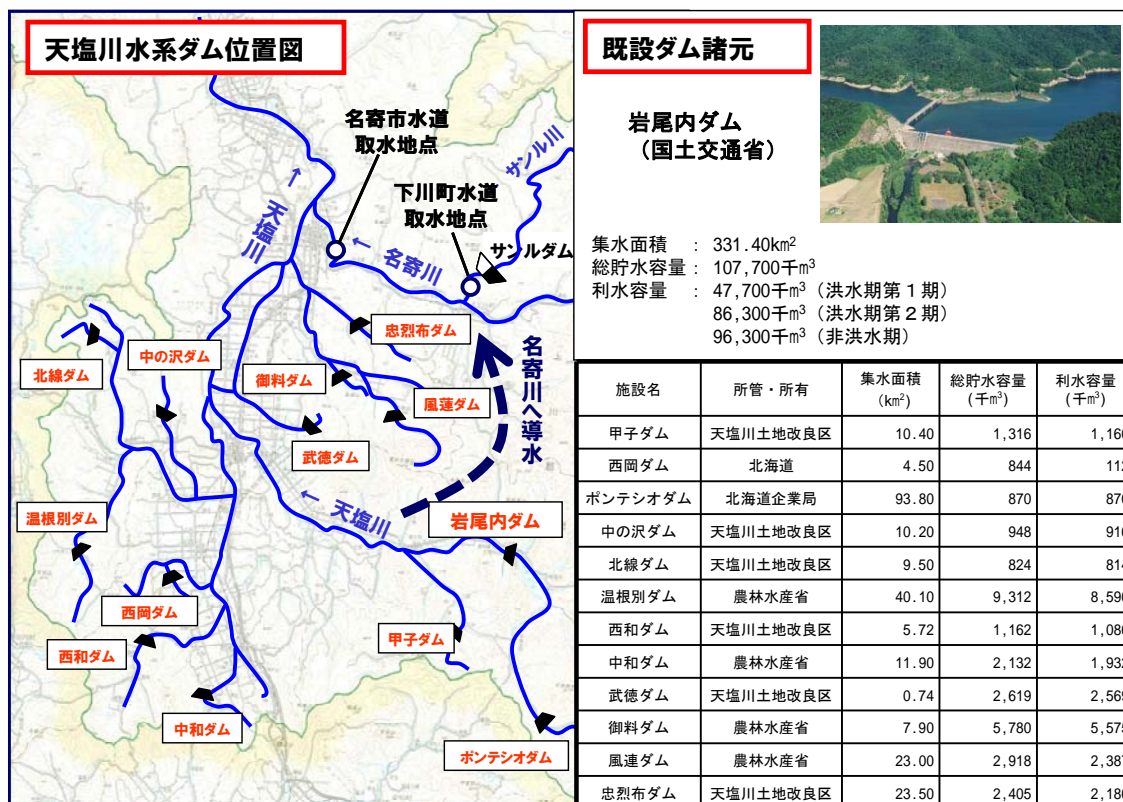 天塩川水系ダム位置図
名寄市水道
取水地点
サンル川
下川町水道
取水地点
サンルダム
← 名寄川
← 天塩川
忠烈布ダム
中の沢ダム
北線ダム
御料ダム
風蓮ダム
武徳ダム
名寄川へ導水
← 天塩川
岩尾内ダム
温根別ダム
西岡ダム
西和ダム
甲子ダム
中和ダム
ポンテシオダム
既設ダム諸元
岩尾内ダム
(国土交通省)
集水面積 : 331.40km²
総貯水容量: 107,700千m³
利水容量 : 47,700千m³ (洪水期第1期)
86,300千m³ (洪水期第2期)
96,300千m³ (非洪水期)
施設名 所管・所有 集水面積(km²) 総貯水容量(千m³) 利水容量(千m³)
甲子ダム 天塩川土地改良区 10.40 1,316
西岡ダム 北海道 4.50 844
ポンテシオダム 北海道企業局 93.80 870
中の沢ダム 天塩川土地改良区 10.20 948
北線ダム 天塩川土地改良区 9.50 824
温根別ダム 農林水産省 40.10 9,312
西和ダム 天塩川土地改良区 5.72 1,162
中和ダム 農林水産省 11.90 2,132
武徳ダム 天塩川土地改良区 0.74 2,619
御料ダム 農林水産省 7.90 5,780
風連ダム 農林水産省 23.00 2,918
忠烈布ダム 天塩川土地改良区 23.50 2,405